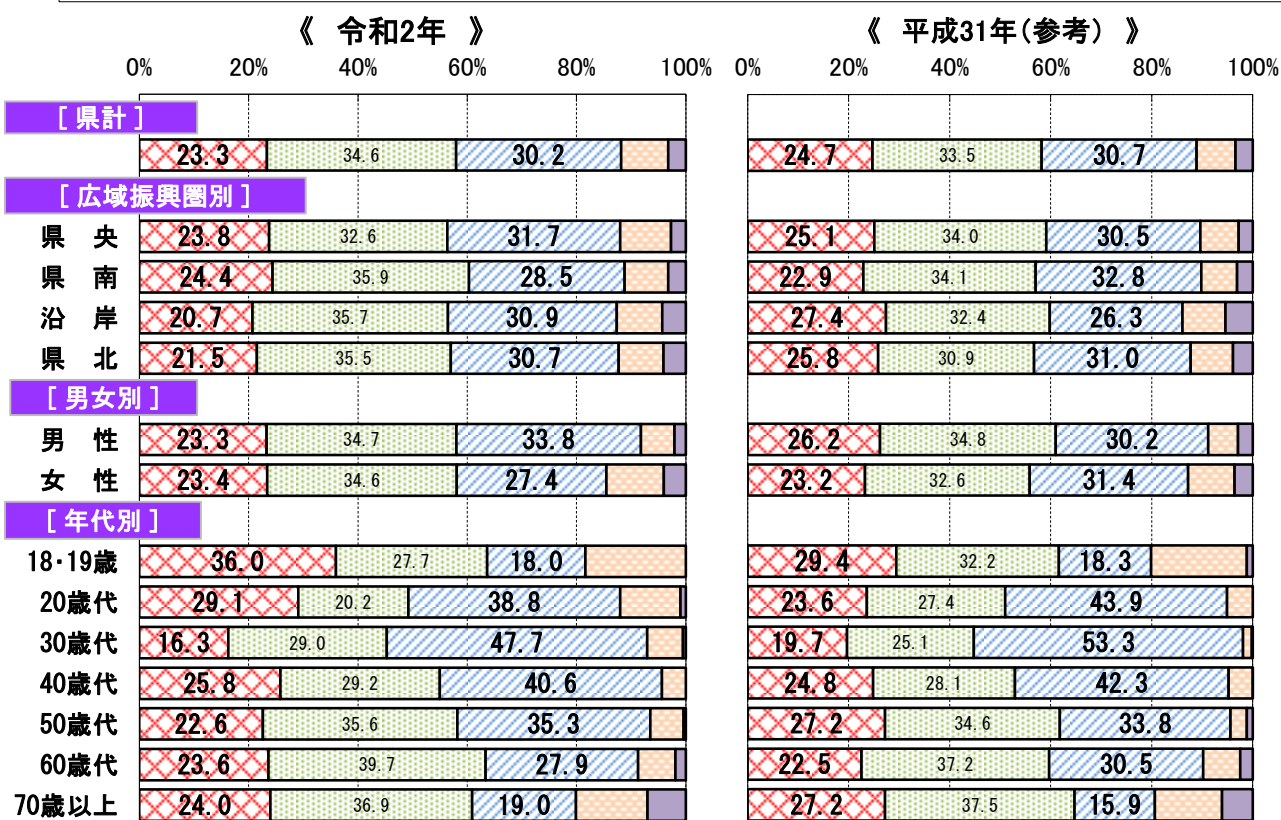 《 令和2年 》 《 平成31年(参考) 》
0% 20% 40% 60% 80% 100% 0% 20% 40% 60% 80% 100%
[ 県計 ]
23.3 34.6 30.2 24.7 33.5 30.7
[ 広域振興圏別 ]
県 央 23.8 32.6 31.7 25.1 34.0 30.5
県 南 24.4 35.9 28.5 22.9 34.1 32.8
沿 岸 20.7 35.7 30.9 27.4 32.4 26.3
県 北 21.5 35.5 30.7 25.8 30.9 31.0
[ 男女別 ]
男 性 23.3 34.7 33.8 26.2 34.8 30.2
女 性 23.4 34.6 27.4 23.2 32.6 31.4
[ 年代別 ]
18・19歳 36.0 27.7 18.0 29.4 32.2 18.3
20歳代 29.1 20.2 38.8 23.6 27.4 43.9
30歳代 16.3 29.0 47.7 19.7 25.1 53.3
40歳代 25.8 29.2 40.6 24.8 28.1 42.3
50歳代 22.6 35.6 35.3 27.2 34.6 33.8
60歳代 23.6 39.7 27.9 22.5 37.2 30.5
70歳以上 24.0 36.9 19.0 27.2 37.5 15.9